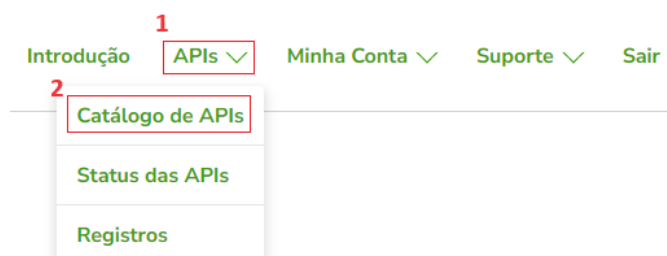 1
Introdução APIs Minha Conta Suporte Sair
2
Catálogo de APIs
Status das APIs
Registros